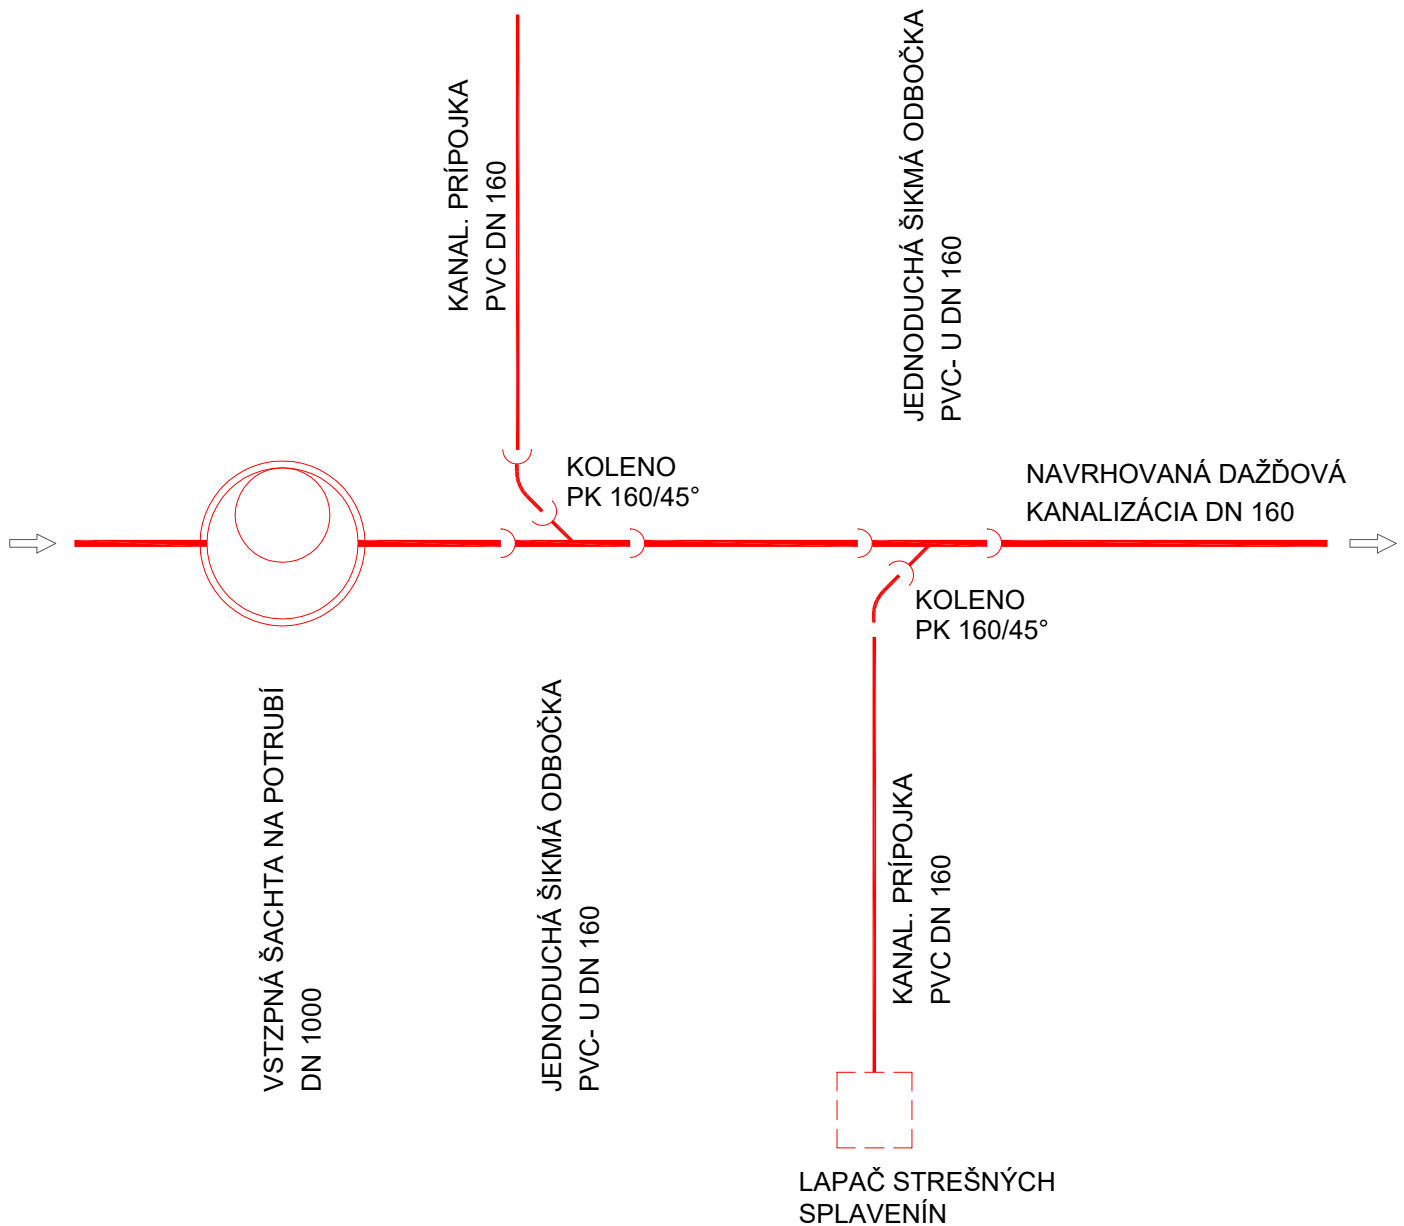 KANAL. PRÍPOJKA
PVC DN 160
JEDNODUCHÁ ŠIKMÁ ODBOČKA
PVC- U DN 160
KOLENO
PK 160/45°
NAVRHOVANÁ DAŽĎOVÁ
KANALIZÁCIA DN 160
KOLENO
PK 160/45°
VSTZPNÁ ŠACHTA NA POTRUBÍ
DN 1000
JEDNODUCHÁ ŠIKMÁ ODBOČKA
PVC- U DN 160
KANAL. PRÍPOJKA
PVC DN 160
LAPAČ STREŠNÝCH
SPLAVENÍN